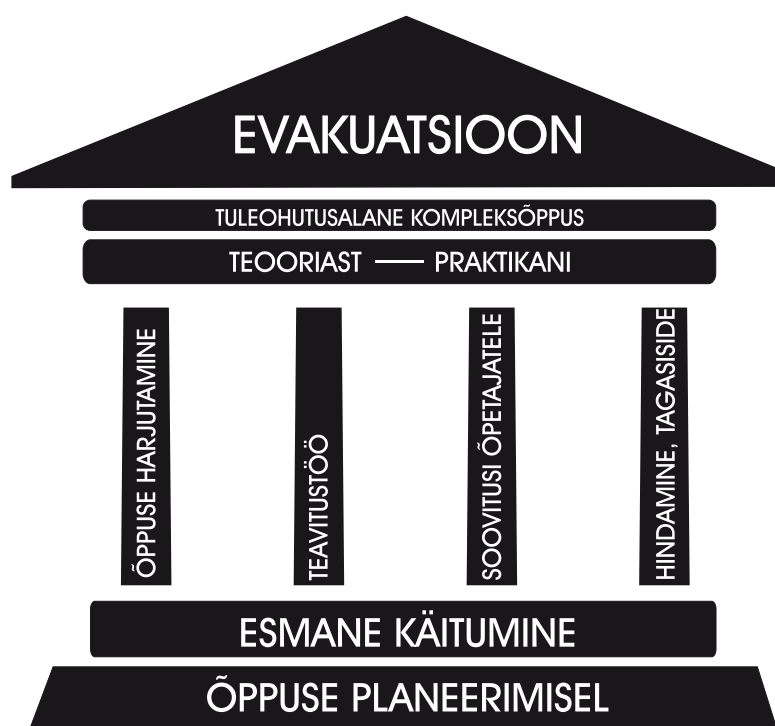 EVAKUATSIOON
TULEOHUTUSALANE KOMPLEKSÕPPUS
TEOORIAST — PRAKTIKANI
ÕPPUSE HARJUTAMINE
TEAVITUSTÖÖ
SOOVITUSI ÕPETAJATELE
HINDAMINE, TAGASISIDE
ESMANE KÄITUMINE
ÕPPUSE PLANEERIMISEL